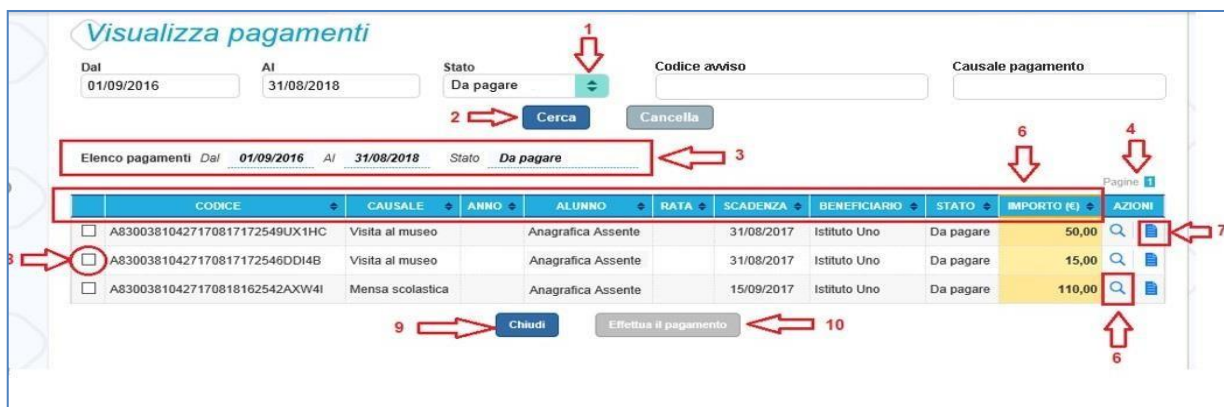 Visualizza pagamenti
1
Dal Al Stato Codice avviso Causale pagamento
01/09/2016 31/08/2018 Da pagare
2 Cerca Cancella
6 4
Elenco pagamenti Dal 01/09/2016 Al 31/08/2018 Stato Da pagare 3
Pagine 1
CODICE CAUSALE ANNO ALUNNO RATA SCADENZA BENEFICIARIO STATO IMPORTO (€) AZIONI
A83003810427170817172549UX1HC Visita al museo Anagrafica Assente 31/08/2017 Istituto Uno Da pagare 50,00 7
A83003810427170817172546DDI4B Visita al museo Anagrafica Assente 31/08/2017 Istituto Uno Da pagare 15,00
A83003810427170818162542AXW4I Mensa scolastica Anagrafica Assente 15/09/2017 Istituto Uno Da pagare 110,00
9 Chiudi Effettua il pagamento 10
6